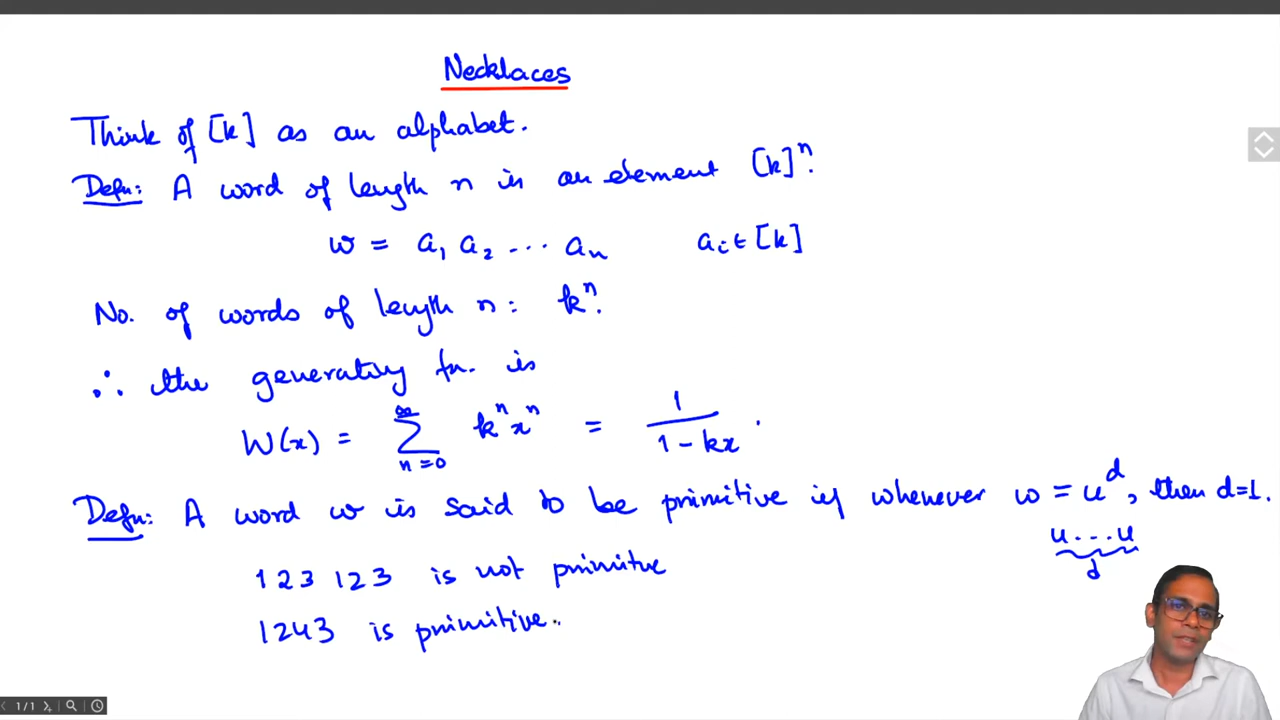 Necklaces
Think of [k] as an alphabet.
Defn: A word of length n is an element [k]^n.
w = a_1 a_2 ... a_n      a_i ∈ [k]
No. of words of length n: k^n.
∴ the generating fn. is
W(x) = ∑_{n=0}^{∞} k^n x^n = 1/(1 - kx).
Defn: A word w is said to be primitive if whenever w = u^d, then d=1.
u...u
d
123 123 is not primitive
1243 is primitive.
1/1